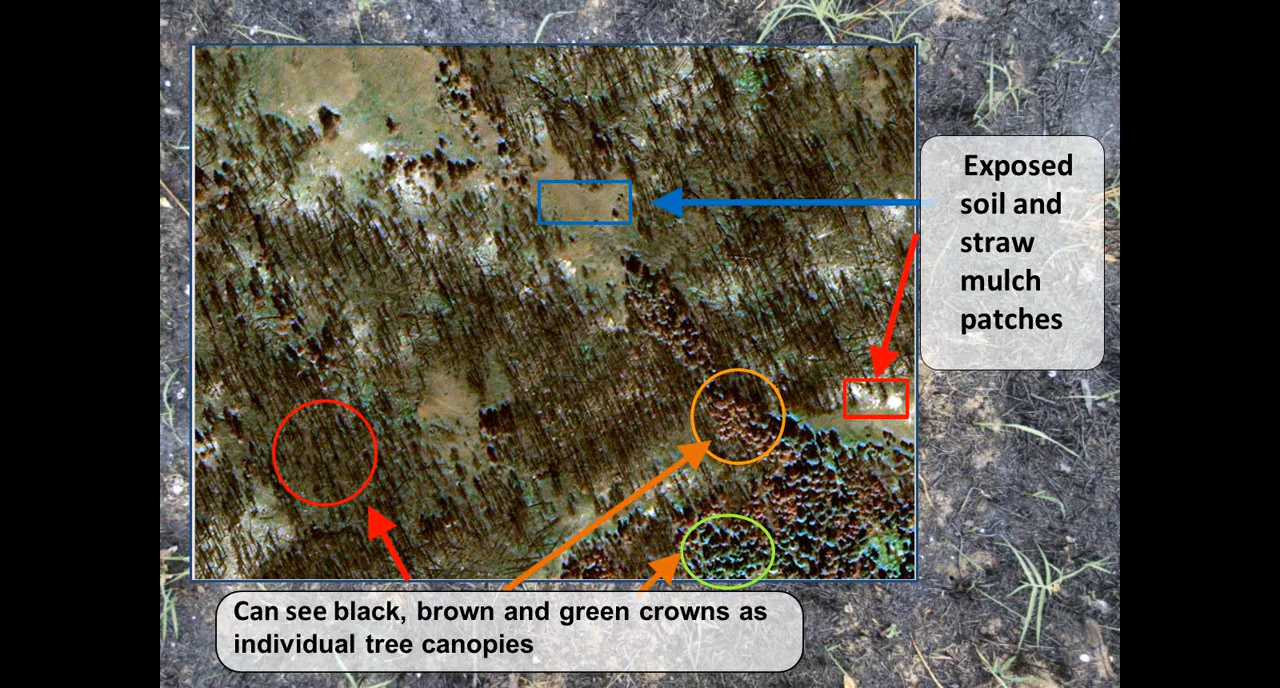 Exposed
soil and
straw
mulch
patches
Can see black, brown and green crowns as
individual tree canopies